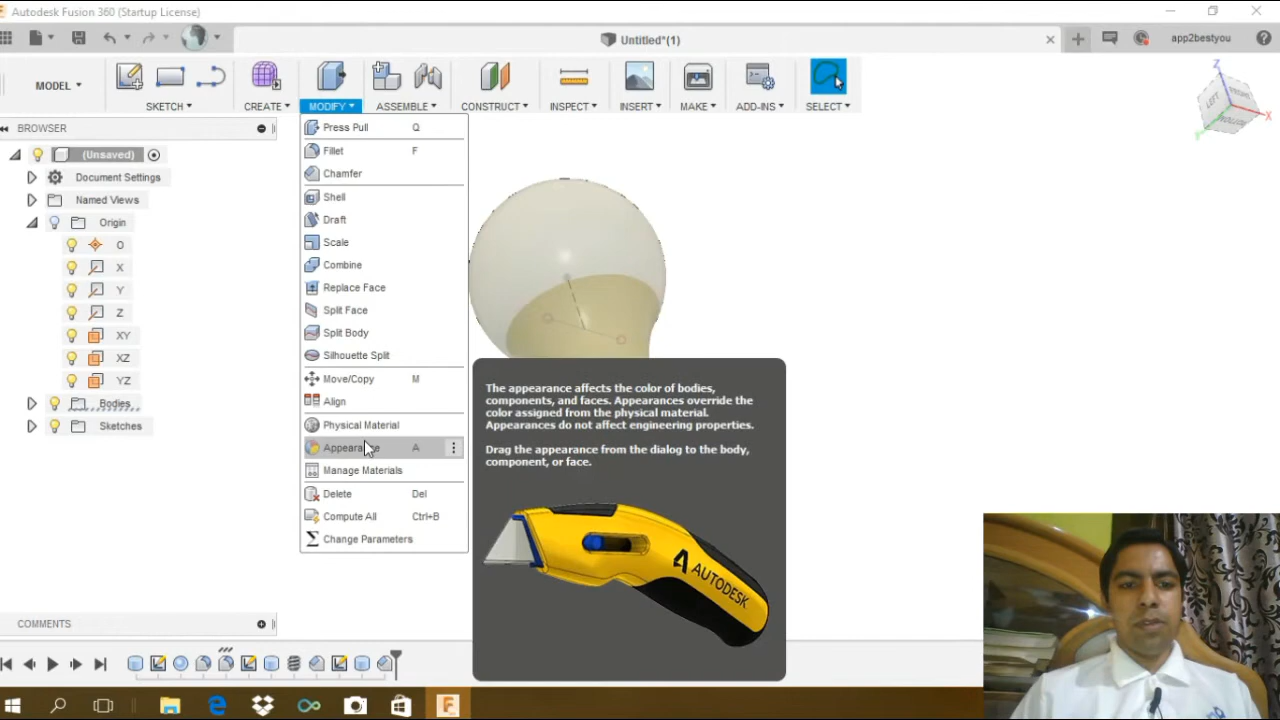 Autodesk Fusion 360 (Startup License)
Untitled*(1)
app2bestyou
MODEL
SKETCH
CREATE
MODIFY
ASSEMBLE
CONSTRUCT
INSPECT
INSERT
MAKE
ADD-INS
SELECT
Z
LEFT
X
BROWSER
(Unsaved)
Document Settings
Named Views
Origin
O
X
Y
Z
XY
XZ
YZ
Bodies
Sketches
Press Pull Q
Fillet F
Chamfer
Shell
Draft
Scale
Combine
Replace Face
Split Face
Split Body
Silhouette Split
Move/Copy M
Align
Physical Material
Appearance A
Manage Materials
Delete Del
Compute All Ctrl+B
Change Parameters
The appearance affects the color of bodies,
components, and faces. Appearances override the
color assigned from the physical material.
Appearances do not affect engineering properties.
Drag the appearance from the dialog to the body,
component, or face.
AUTODESK
COMMENTS